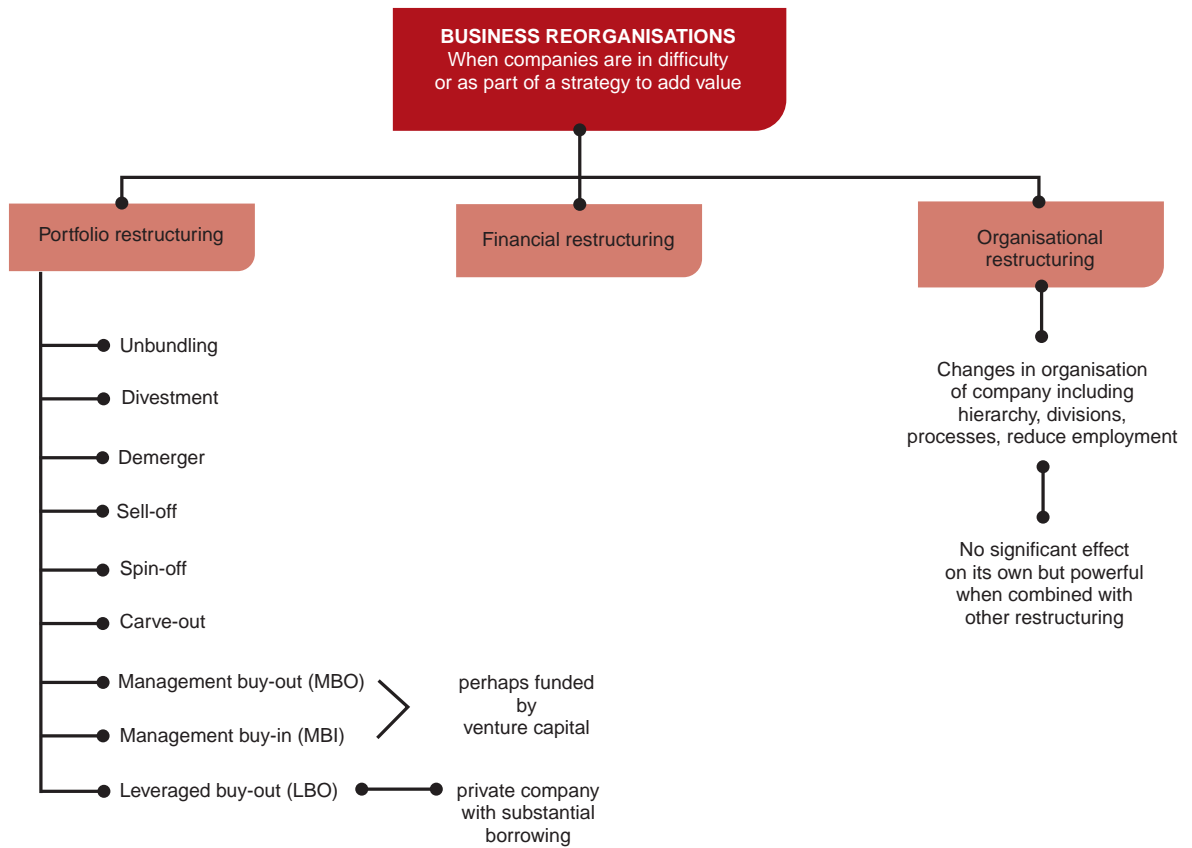 BUSINESS REORGANISATIONS
When companies are in difficulty
or as part of a strategy to add value
Portfolio restructuring
Financial restructuring
Organisational
restructuring
Unbundling
Divestment
Demerger
Sell-off
Spin-off
Carve-out
Management buy-out (MBO)
Management buy-in (MBI)
perhaps funded
by
venture capital
Leveraged buy-out (LBO)
private company
with substantial
borrowing
Changes in organisation
of company including
hierarchy, divisions,
processes, reduce employment
No significant effect
on its own but powerful
when combined with
other restructuring